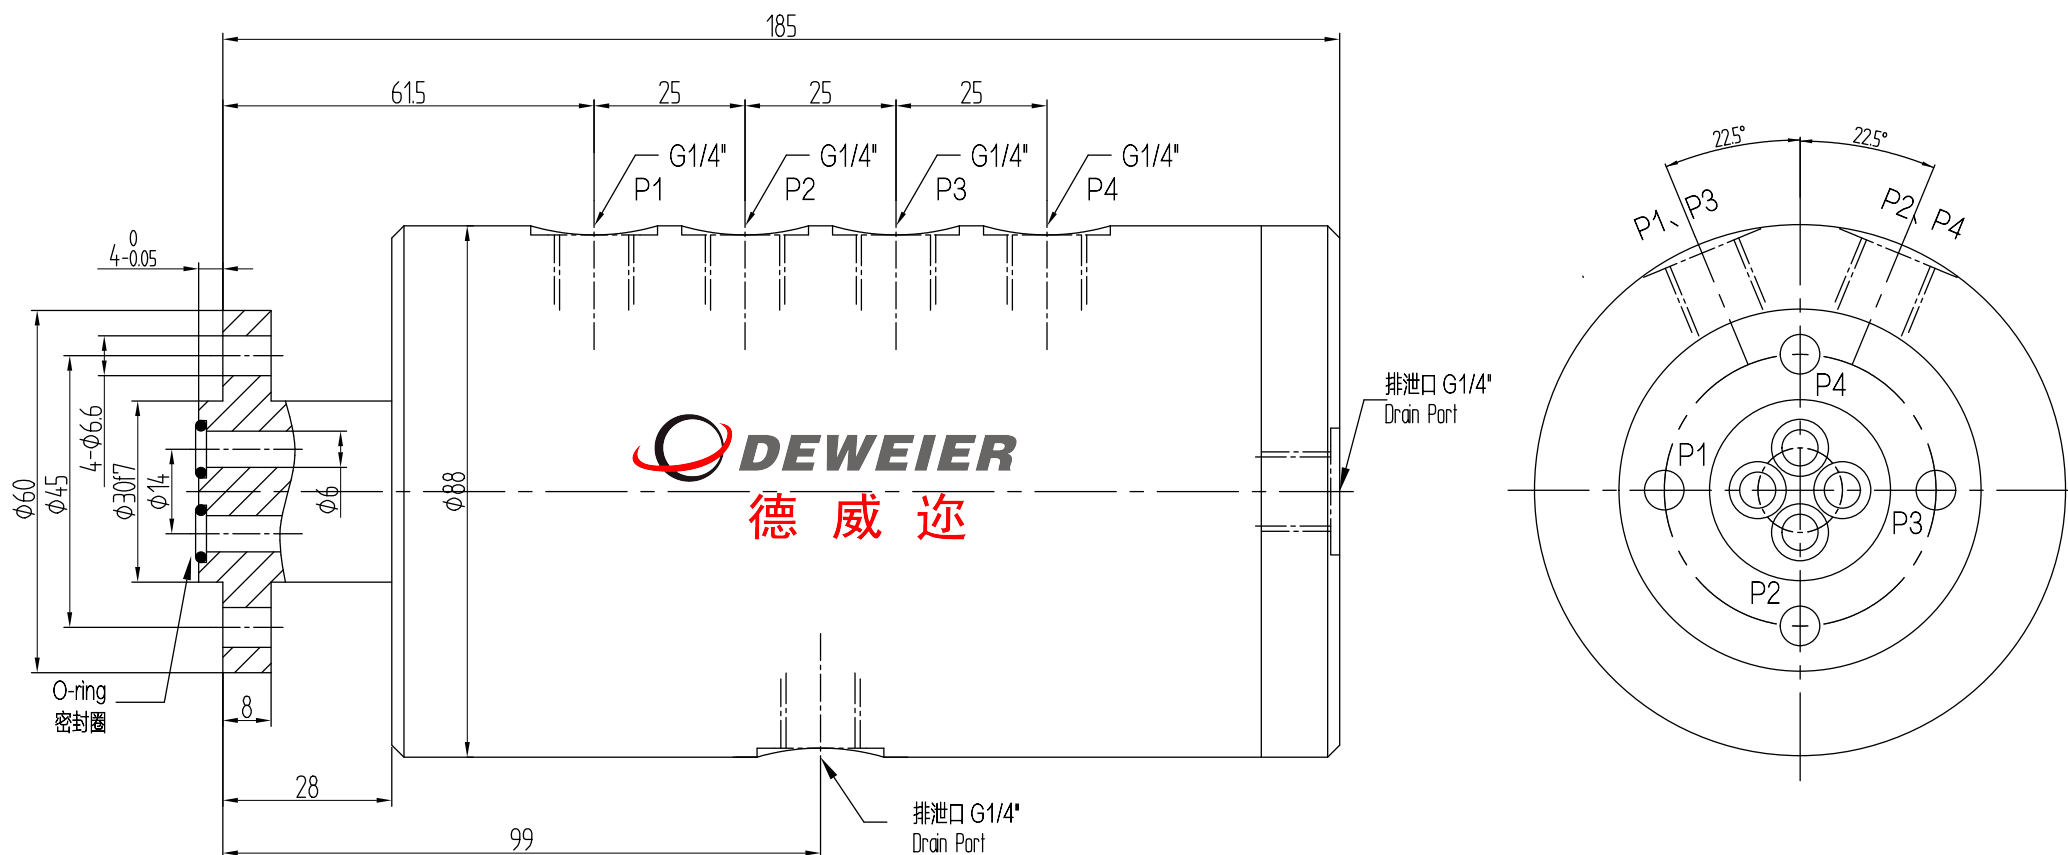 185
61.5
25
25
25
G1/4"
P1
G1/4"
P2
G1/4"
P3
G1/4"
P4
22.5°
22.5°
P1、P3
P2、P4
0
4-0.05
4-ϕ6.6
ϕ60
ϕ45
ϕ30f7
ϕ14
ϕ6
ϕ88
DEWEIER
德威迩
排泄口 G1/4"
Drain Port
P4
P1
P3
P2
O-ring
密封圈
8
28
99
排泄口 G1/4"
Drain Port